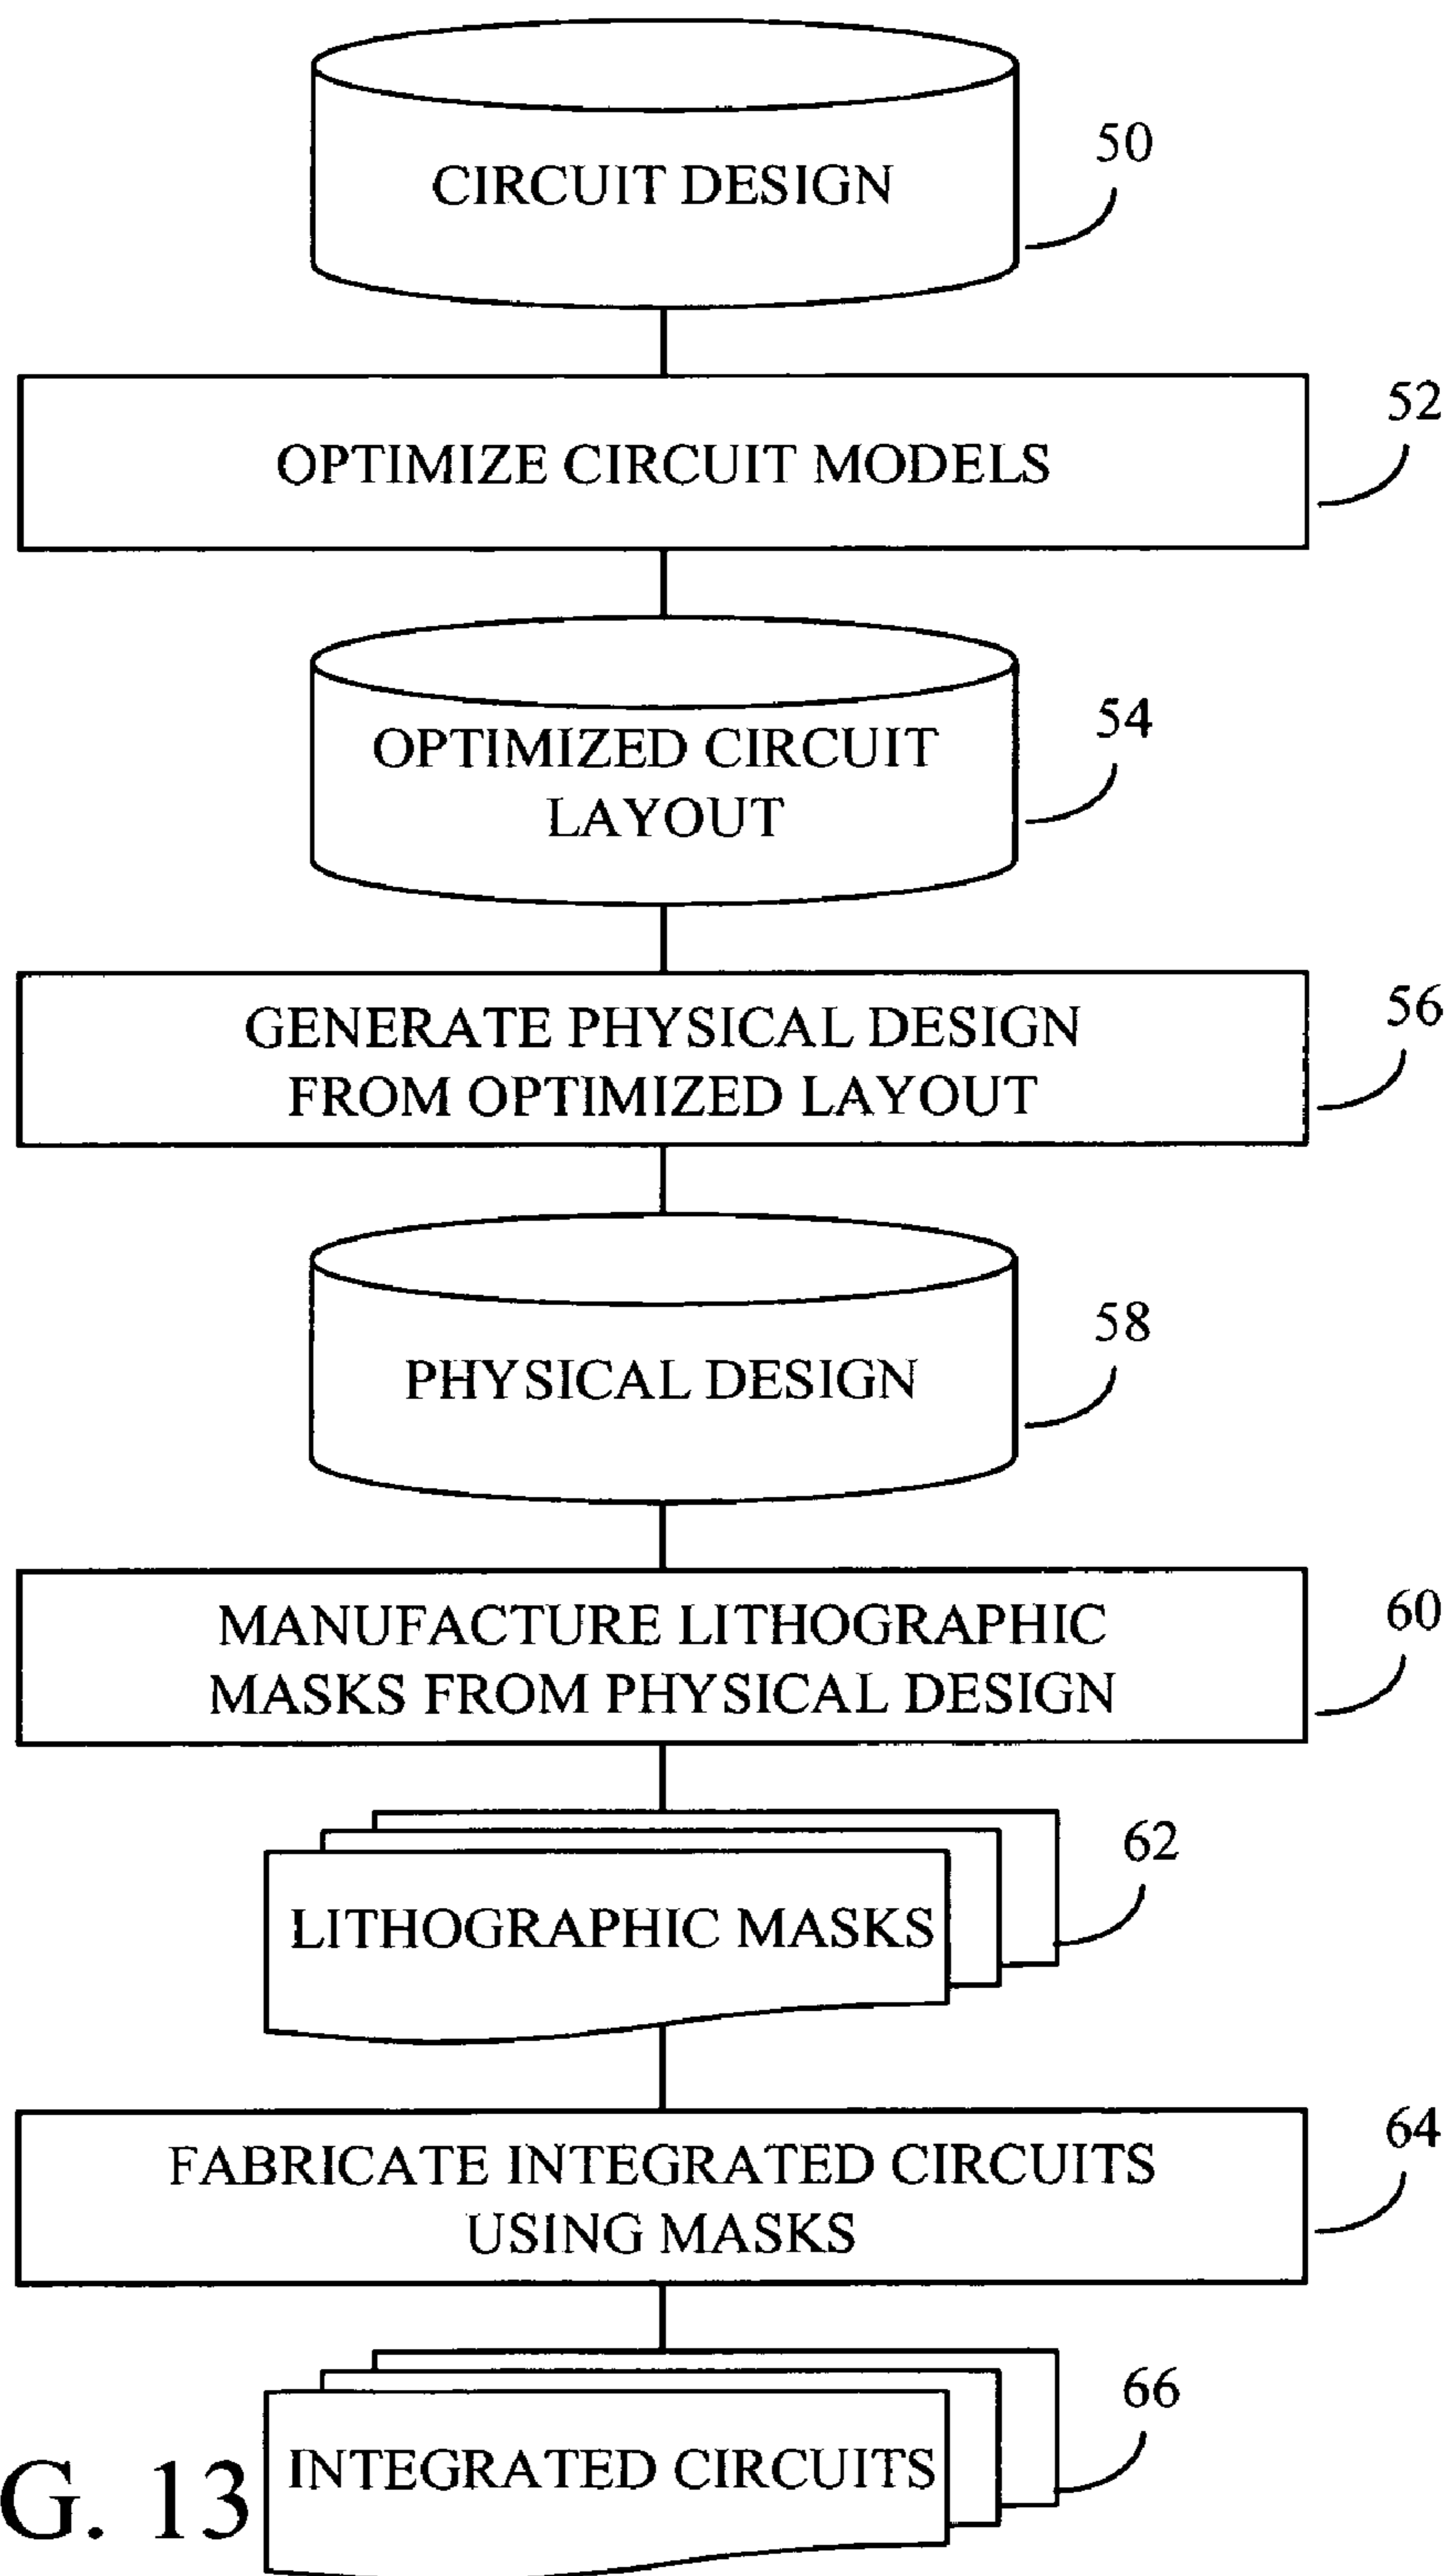 CIRCUIT DESIGN
50
OPTIMIZE CIRCUIT MODELS
52
OPTIMIZED CIRCUIT
LAYOUT
54
GENERATE PHYSICAL DESIGN
FROM OPTIMIZED LAYOUT
56
PHYSICAL DESIGN
58
MANUFACTURE LITHOGRAPHIC
MASKS FROM PHYSICAL DESIGN
60
LITHOGRAPHIC MASKS
62
FABRICATE INTEGRATED CIRCUITS
USING MASKS
64
INTEGRATED CIRCUITS
66
G. 13